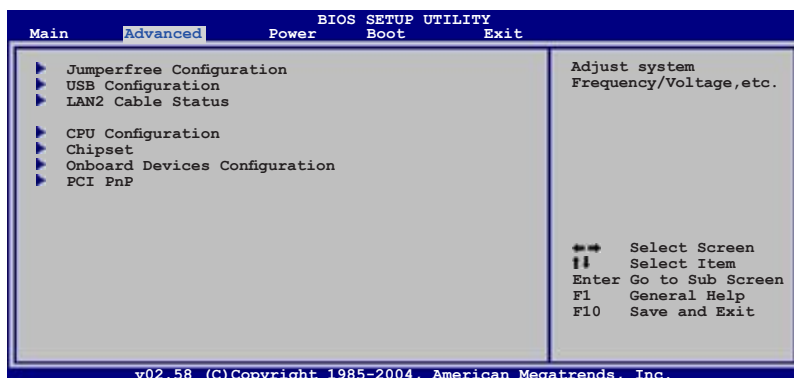 BIOS SETUP UTILITY
Main Advanced Power Boot Exit
Jumperfree Configuration
USB Configuration
LAN2 Cable Status
CPU Configuration
Chipset
Onboard Devices Configuration
PCI PnP
Adjust system
Frequency/Voltage,etc.
Select Screen
Select Item
Enter Go to Sub Screen
F1 General Help
F10 Save and Exit
v02.58 (C)Copyright 1985-2004, American Megatrends, Inc.